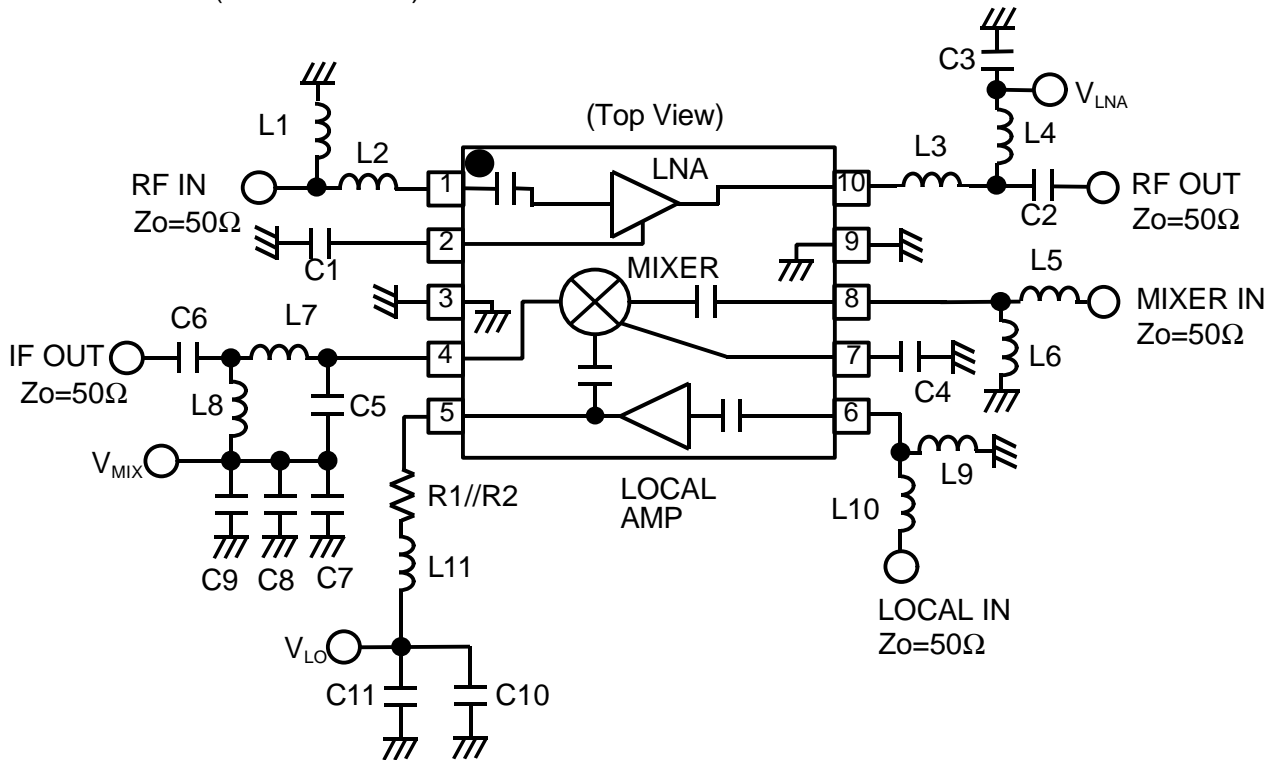 C3
V_LNA
(Top View)
L1
L4
L2
LNA
L3
RF IN
Zo=50Ω
1
10
RF OUT
Zo=50Ω
C2
2
9
C1
MIXER
L5
3
8
MIXER IN
Zo=50Ω
C6
L7
IF OUT
Zo=50Ω
4
7
L6
C4
L8
C5
5
6
V_MIX
L9
R1//R2
LOCAL
AMP
L10
C9
C8
C7
L11
LOCAL IN
Zo=50Ω
V_LO
C11
C10